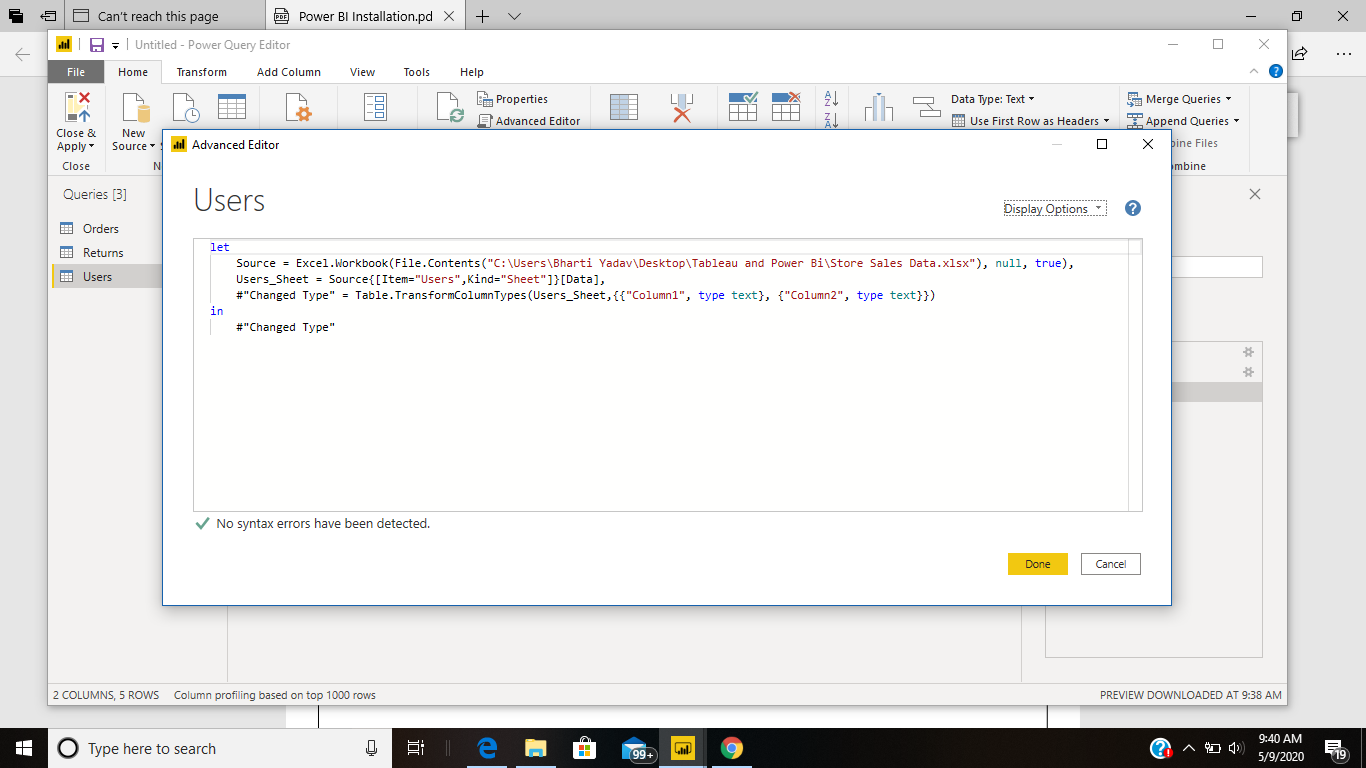 Can't reach this page
Power BI Installation.pd
Untitled - Power Query Editor
File Home Transform Add Column View Tools Help
Close &
Apply
New
Source
Properties
Advanced Editor
Data Type: Text
Use First Row as Headers
Merge Queries
Append Queries
ine Files
Close
mbine
Queries [3]
Orders
Returns
Users
Advanced Editor
Users
Display Options
let
Source = Excel.Workbook(File.Contents("C:\Users\Bharti Yadav\Desktop\Tableau and Power Bi\Store Sales Data.xlsx"), null, true),
Users_Sheet = Source{[Item="Users",Kind="Sheet"]}[Data],
#"Changed Type" = Table.TransformColumnTypes(Users_Sheet,{{"Column1", type text}, {"Column2", type text}})
in
#"Changed Type"
No syntax errors have been detected.
Done
Cancel
2 COLUMNS, 5 ROWS
Column profiling based on top 1000 rows
PREVIEW DOWNLOADED AT 9:38 AM
Type here to search
99+
9:40 AM
5/9/2020
19